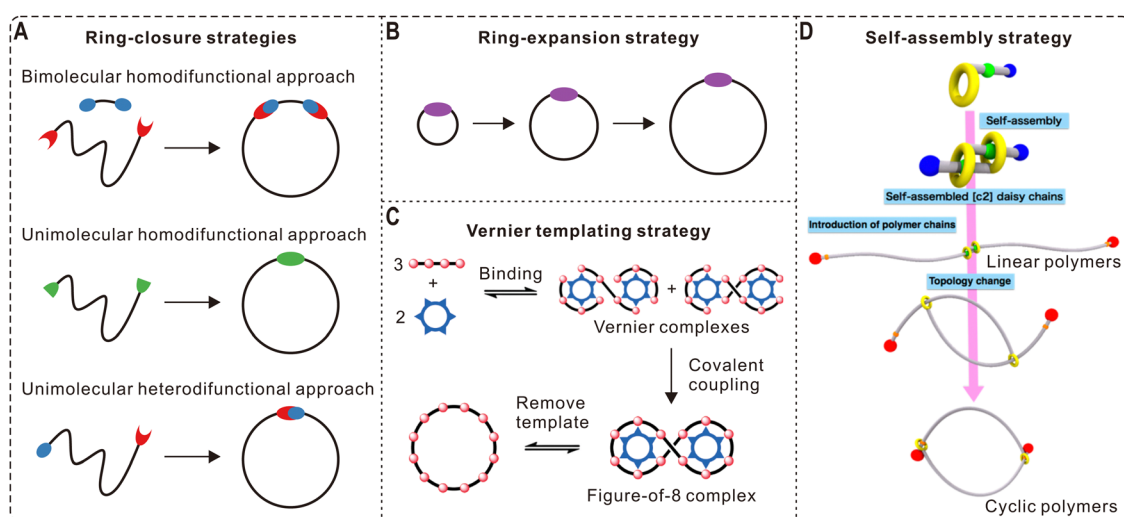 A
Ring-closure strategies
Bimolecular homodifunctional approach
Unimolecular homodifunctional approach
Unimolecular heterodifunctional approach
B
Ring-expansion strategy
C
Vernier templating strategy
3
+
2
Binding
+
Vernier complexes
Covalent
coupling
Remove
template
Figure-of-8 complex
D
Self-assembly strategy
Self-assembly
Self-assembled [c2] daisy chains
Introduction of polymer chains
Linear polymers
Topology change
Cyclic polymers